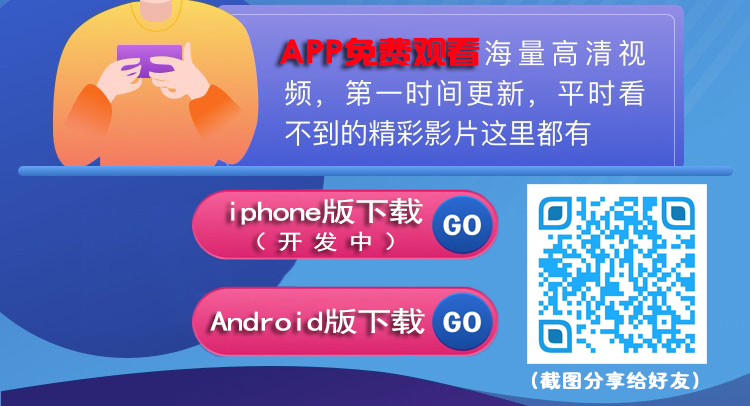 APP免费观看海量高清视
频，第一时间更新，平时看
不到的精彩影片这里都有
iphone版下载
（开发中）
GO
Android版下载
GO
（截图分享给好友）